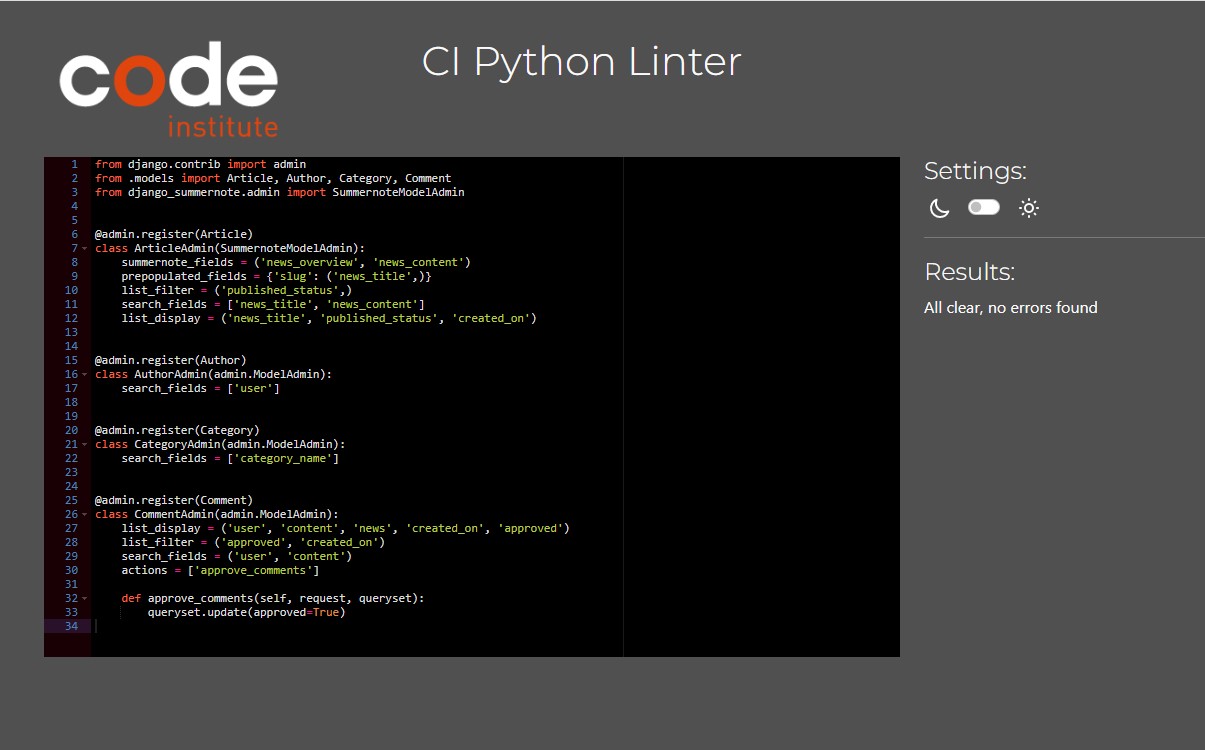 code
institute
CI Python Linter
1 from django.contrib import admin
2 from .models import Article, Author, Category, Comment
3 from django_summernote.admin import SummernoteModelAdmin
4
5
6 @admin.register(Article)
7 class ArticleAdmin(SummernoteModelAdmin):
8     summernote_fields = ('news_overview', 'news_content')
9     prepopulated_fields = {'slug': ('news_title',)}
10     list_filter = ('published_status',)
11     search_fields = ['news_title', 'news_content']
12     list_display = ('news_title', 'published_status', 'created_on')
13
14
15 @admin.register(Author)
16 class AuthorAdmin(admin.ModelAdmin):
17     search_fields = ['user']
18
19
20 @admin.register(Category)
21 class CategoryAdmin(admin.ModelAdmin):
22     search_fields = ['category_name']
23
24
25 @admin.register(Comment)
26 class CommentAdmin(admin.ModelAdmin):
27     list_display = ('user', 'content', 'news', 'created_on', 'approved')
28     list_filter = ('approved', 'created_on')
29     search_fields = ('user', 'content')
30     actions = ['approve_comments']
31
32     def approve_comments(self, request, queryset):
33         queryset.update(approved=True)
34
Settings:
Results:
All clear, no errors found